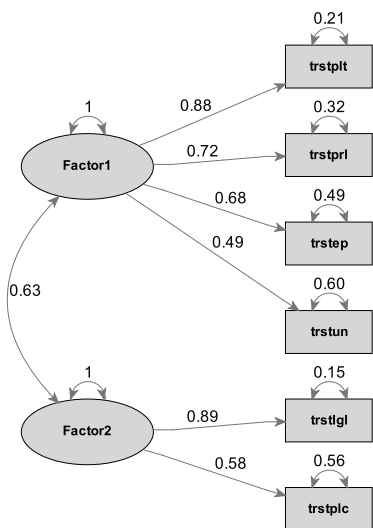 0.21
trstplt
0.88
0.32
1
trstprl
0.72
Factor1
0.68
0.49
trstep
0.49
0.60
trstun
0.63
1
0.15
trstlgl
0.89
Factor2
0.58
0.56
trstplc